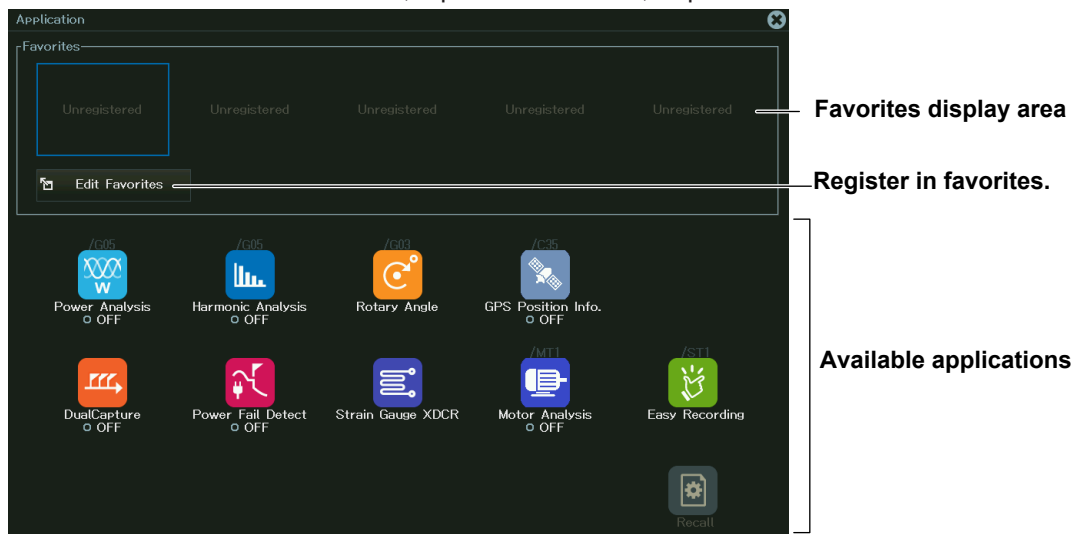 Application
Favorites
Unregistered Unregistered Unregistered Unregistered Unregistered
Favorites display area
Edit Favorites
Register in favorites.
/G05 /G05 /G03 /C35
W
Power Analysis Harmonic Analysis Rotary Angle GPS Position Info.
OFF OFF OFF
Available applications
/MT1 /ST1
DualCapture Power Fail Detect Strain Gauge XDCR Motor Analysis Easy Recording
OFF OFF OFF
Recall